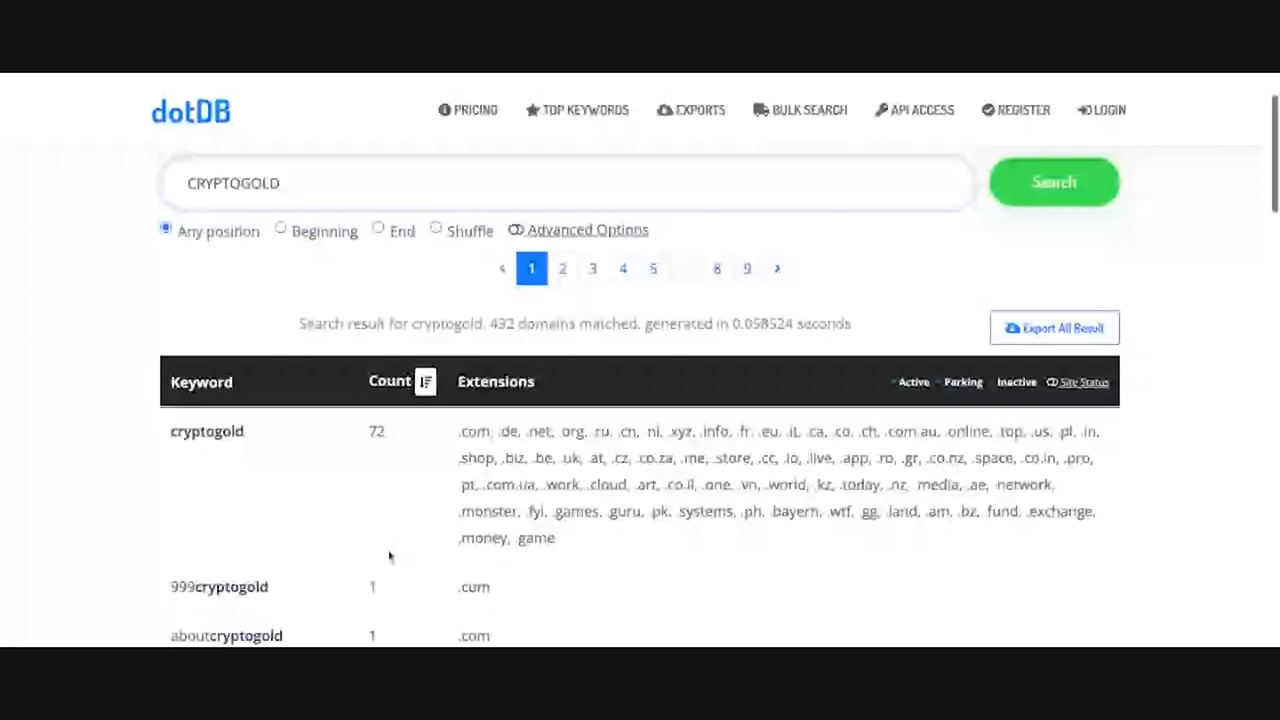 dotDB
PRICING TOP KEYWORDS EXPORTS BULK SEARCH API ACCESS REGISTER LOGIN
CRYPTOGOLD
Search
Any position Beginning End Shuffle Advanced Options
‹ 1 2 3 4 5 ... 8 9 ›
Search result for cryptogold. 432 domains matched. generated in 0.058524 seconds
Export All Result
Keyword Count Extensions Active Parking Inactive Site Status
cryptogold 72 .com, .de, .net, .org, .ru, .cn, .nl, .xyz, .info, .fr, .eu, .it, .ca, .co, .ch, .com.au, .online, .top, .us, .pl, .in,
.shop, .biz, .be, .uk, .at, .cz, .co.za, .me, .store, .cc, .io, .live, .app, .ro, .gr, .co.nz, .space, .co.in, .pro,
.pt, .com.ua, .work, .cloud, .art, .co.il, .one, .vn, .world, .kz, .today, .nz, .media, .ae, .network,
.monster, .fyi, .games, .guru, .pk, .systems, .ph, .bayern, .wtf, .gg, .land, .am, .bz, .fund, .exchange,
.money, .game
999cryptogold 1 .com
aboutcryptogold 1 .com